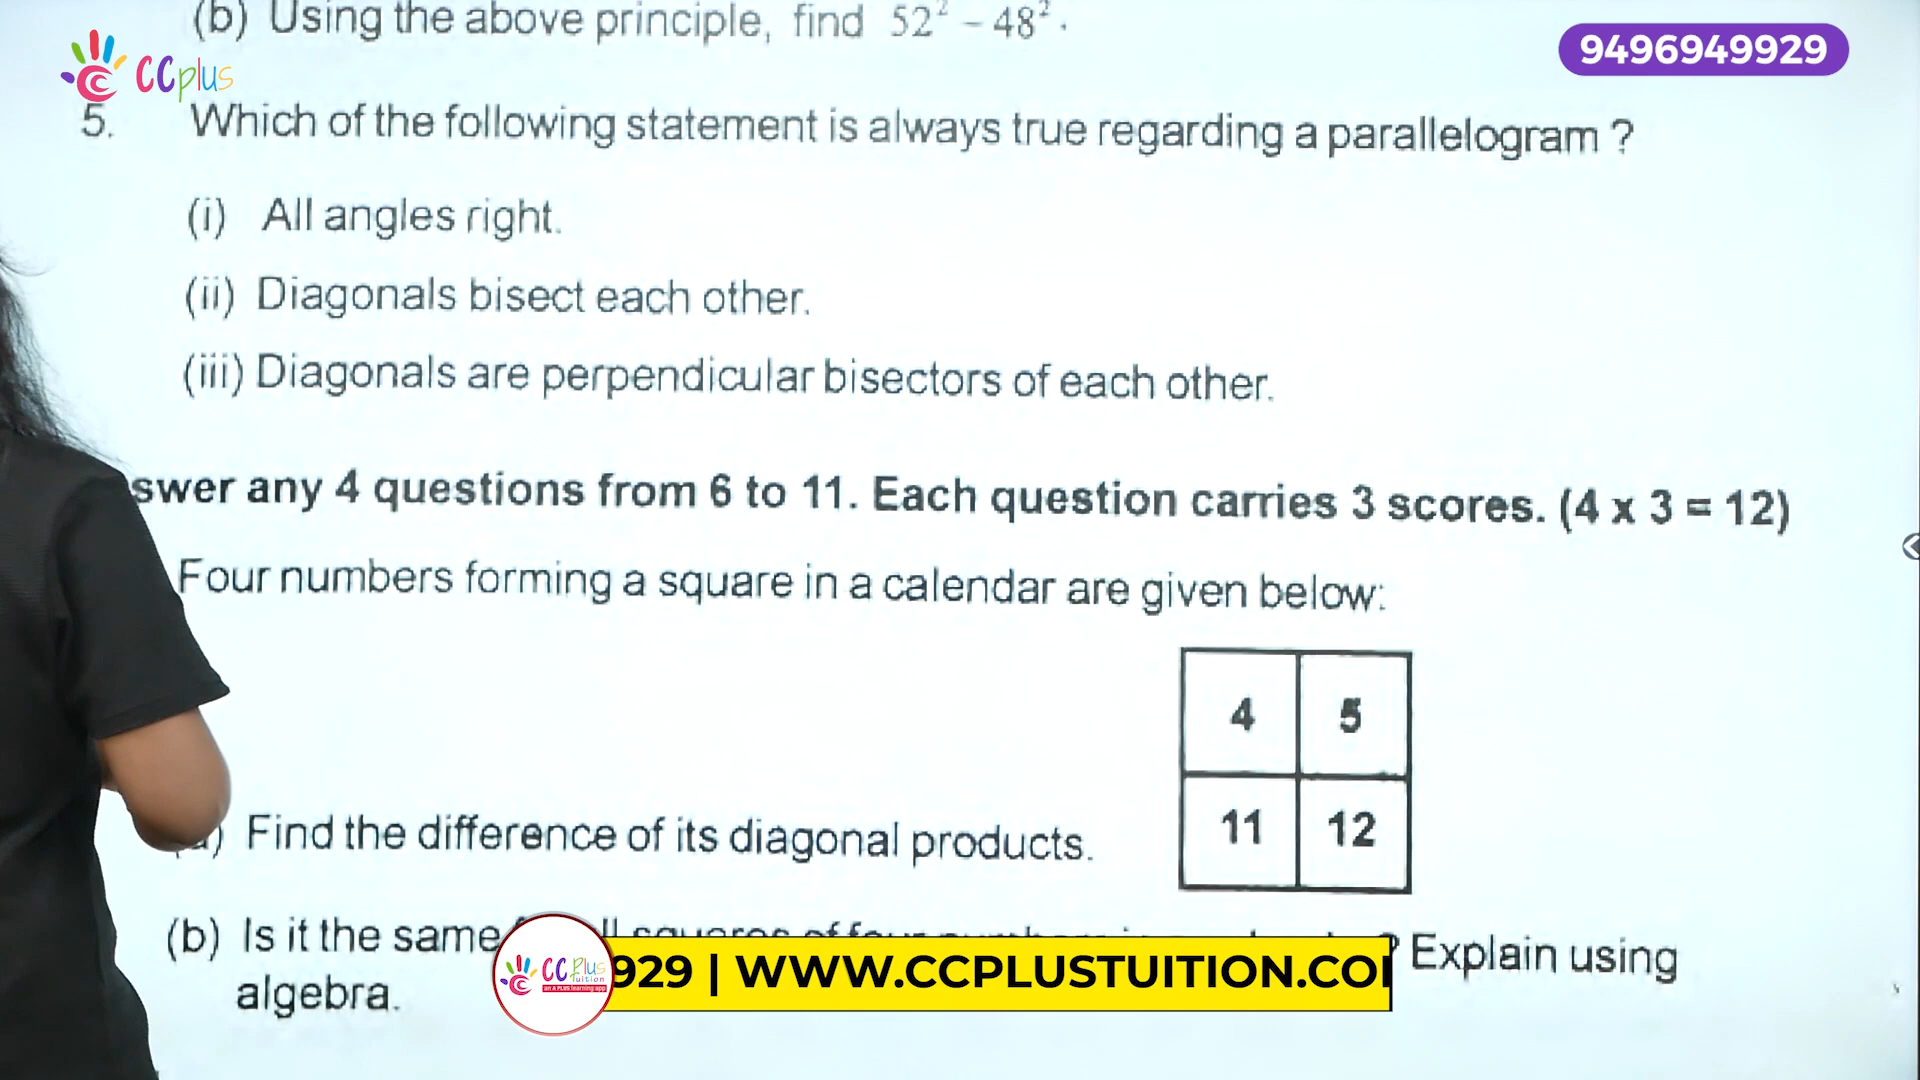 (b) Using the above principle, find 52² – 48².
CCplus
9496949929
5. Which of the following statement is always true regarding a parallelogram ?
(i) All angles right.
(ii) Diagonals bisect each other.
(iii) Diagonals are perpendicular bisectors of each other.
swer any 4 questions from 6 to 11. Each question carries 3 scores. (4 x 3 = 12)
Four numbers forming a square in a calendar are given below:
4 5
11 12
Find the difference of its diagonal products.
(b) Is it the same ? Explain using
algebra.
CC Plus
Tuition
929 | WWW.CCPLUSTUITION.CO